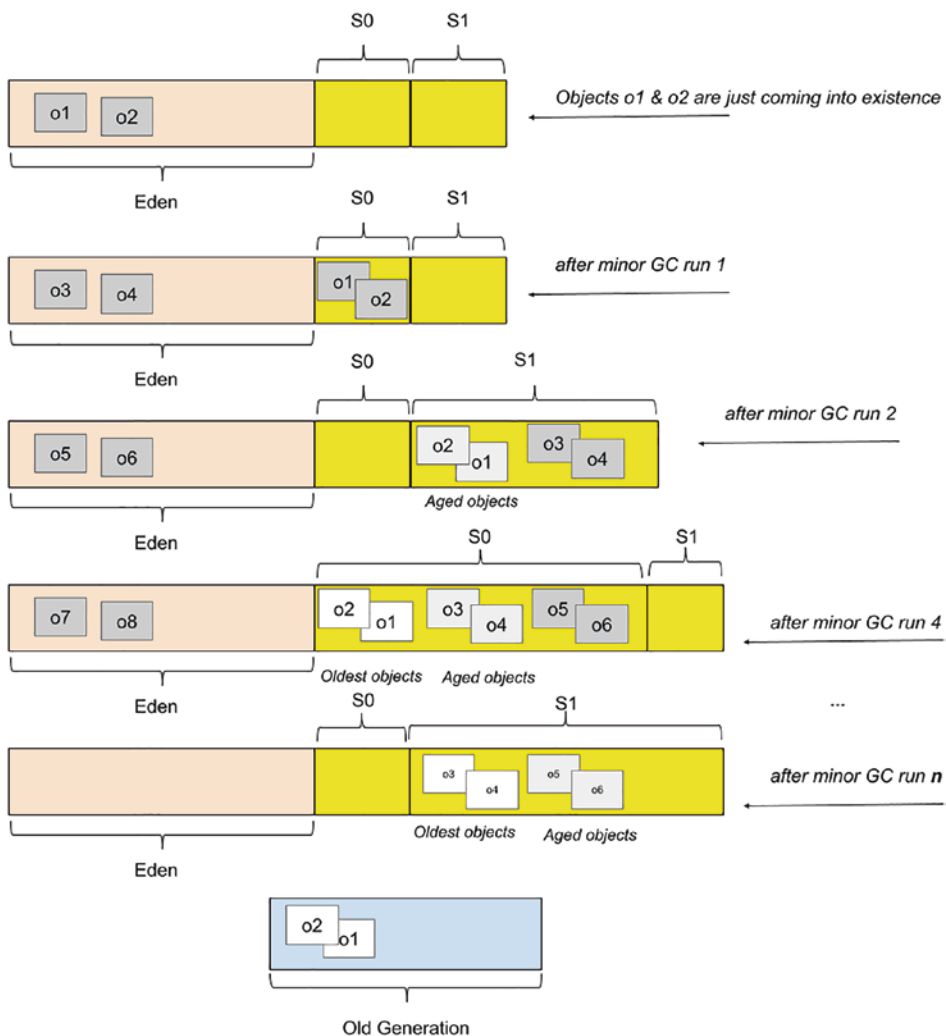 S0 S1
o1 o2 Objects o1 & o2 are just coming into existence
Eden
S0 S1
o3 o4 o1 o2 after minor GC run 1
Eden
S0 S1
o5 o6 o2 o1 o3 o4 after minor GC run 2
Aged objects
Eden
S0 S1
o7 o8 o2 o1 o3 o4 o5 o6 after minor GC run 4
Oldest objects Aged objects
Eden
...
S0 S1
o3 o4 o5 o6 after minor GC run n
Oldest objects Aged objects
Eden
o2 o1
Old Generation